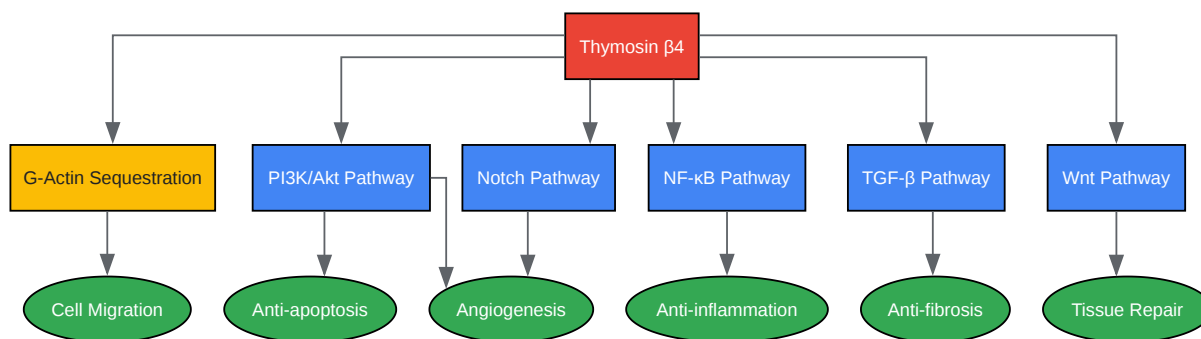 Thymosin β4
G-Actin Sequestration
PI3K/Akt Pathway
Notch Pathway
NF-κB Pathway
TGF-β Pathway
Wnt Pathway
Cell Migration
Anti-apoptosis
Angiogenesis
Anti-inflammation
Anti-fibrosis
Tissue Repair